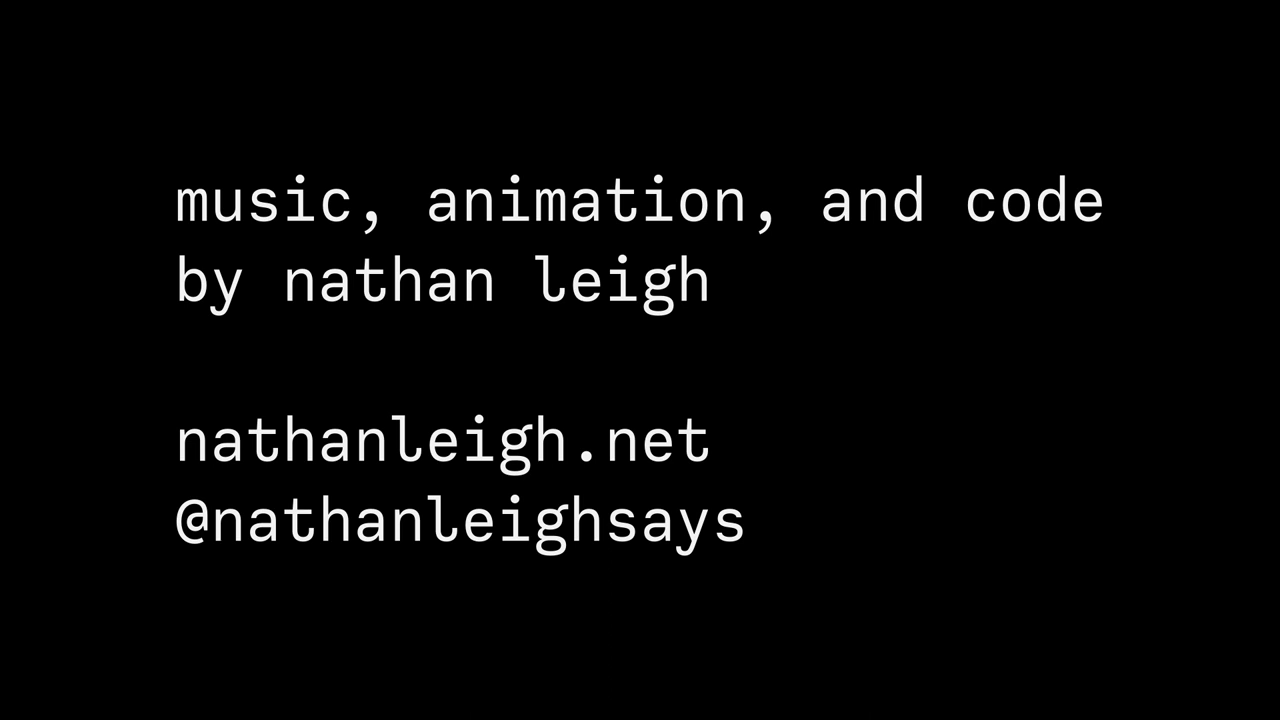 music, animation, and code
by nathan leigh
nathanleigh.net
@nathanleighsays